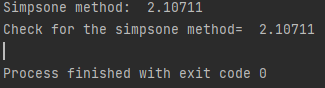 Simpsone method:  2.10711
Check for the simpsone method=  2.10711
Process finished with exit code 0